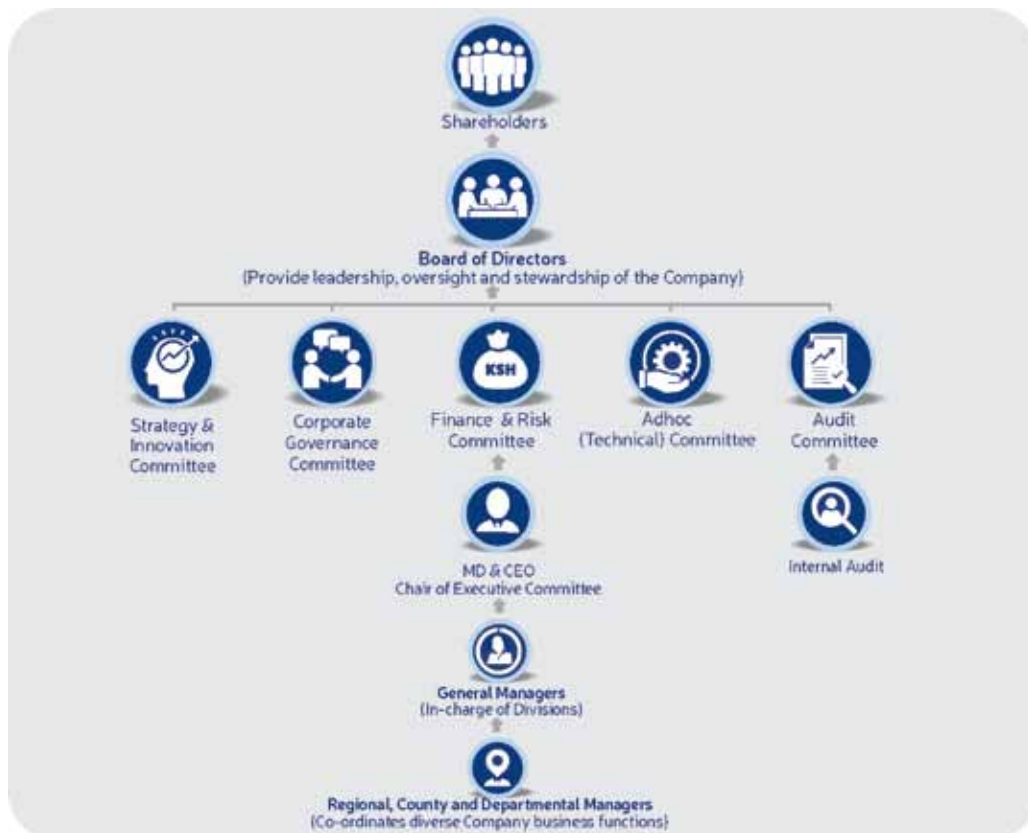 Shareholders
Board of Directors
(Provide leadership, oversight and stewardship of the Company)
Strategy &
Innovation
Committee
Corporate
Governance
Committee
KSH
Finance & Risk
Committee
Adhoc
(Technical) Committee
Audit
Committee
MD & CEO
Chair of Executive Committee
Internal Audit
General Managers
(In-charge of Divisions)
Regional, County and Departmental Managers
(Co-ordinates diverse Company business functions)